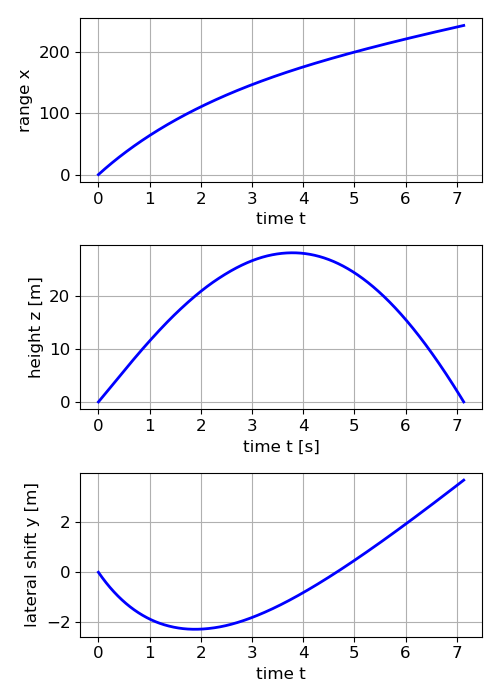 range x
200
100
0
0 1 2 3 4 5 6 7
time t
height z [m]
20
10
0
0 1 2 3 4 5 6 7
time t [s]
lateral shift y [m]
2
0
−2
0 1 2 3 4 5 6 7
time t